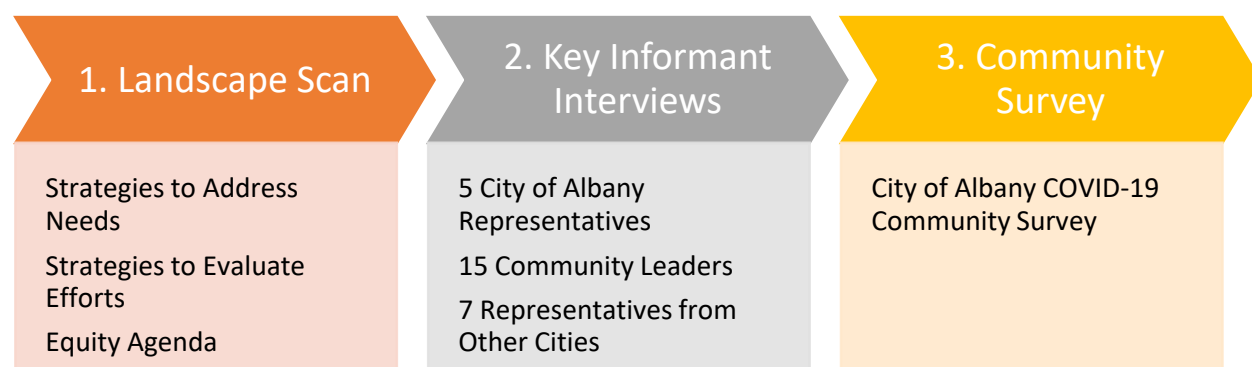 1. Landscape Scan
Strategies to Address
Needs
Strategies to Evaluate
Efforts
Equity Agenda
2. Key Informant
Interviews
5 City of Albany
Representatives
15 Community Leaders
7 Representatives from
Other Cities
3. Community
Survey
City of Albany COVID-19
Community Survey